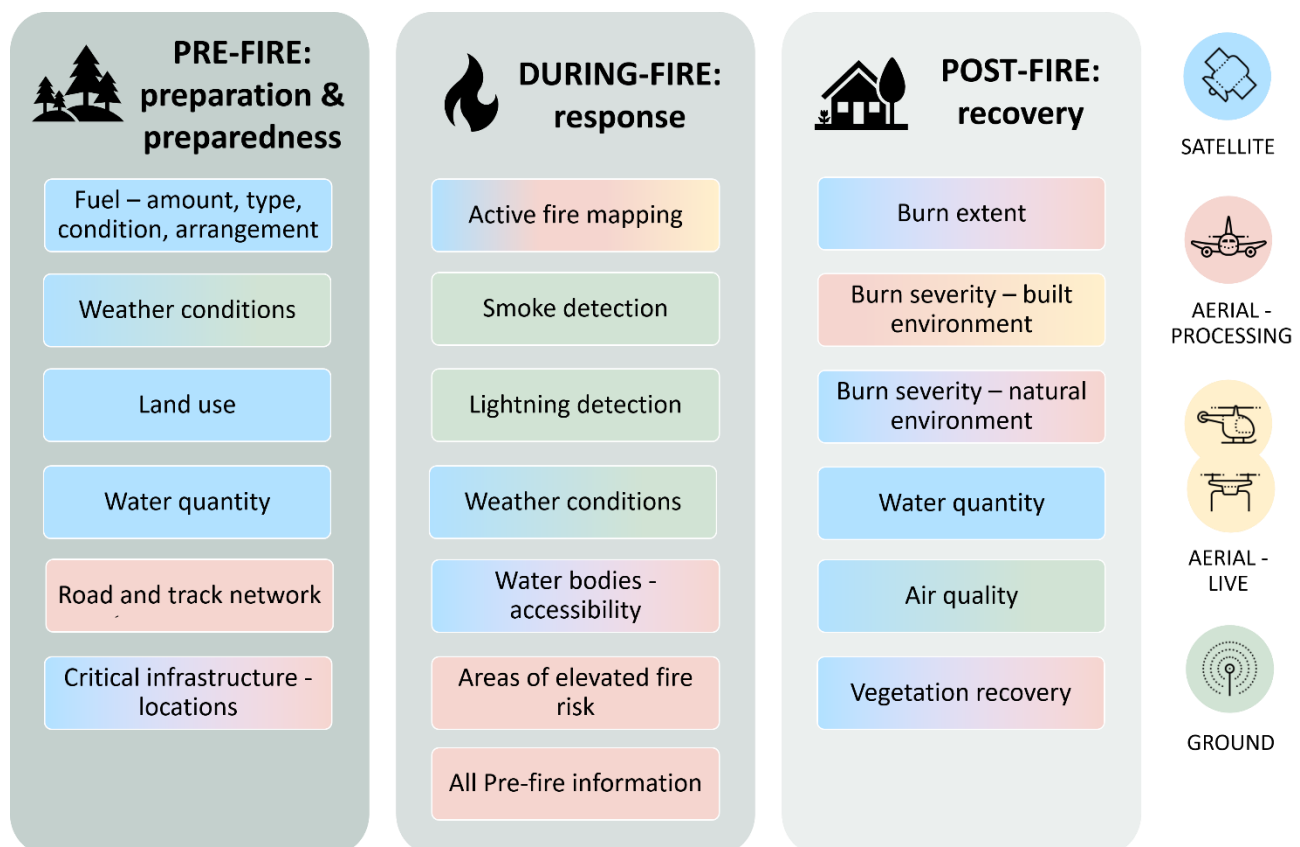 PRE-FIRE:
preparation &
preparedness
Fuel – amount, type,
condition, arrangement
Weather conditions
Land use
Water quantity
Road and track network
Critical infrastructure -
locations
DURING-FIRE:
response
Active fire mapping
Smoke detection
Lightning detection
Weather conditions
Water bodies -
accessibility
Areas of elevated fire
risk
All Pre-fire information
POST-FIRE:
recovery
Burn extent
Burn severity – built
environment
Burn severity – natural
environment
Water quantity
Air quality
Vegetation recovery
SATELLITE
AERIAL -
PROCESSING
AERIAL -
LIVE
GROUND